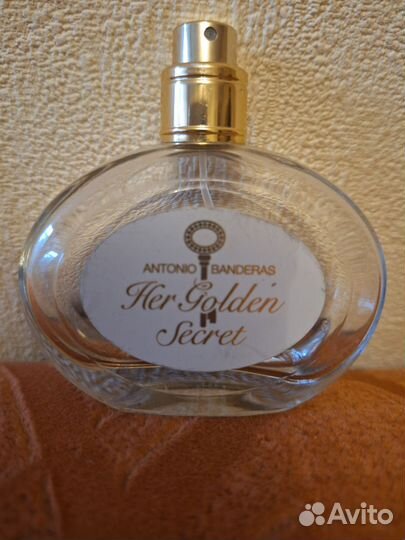 ANTONIO BANDERAS
Her Golden
Secret
Avito